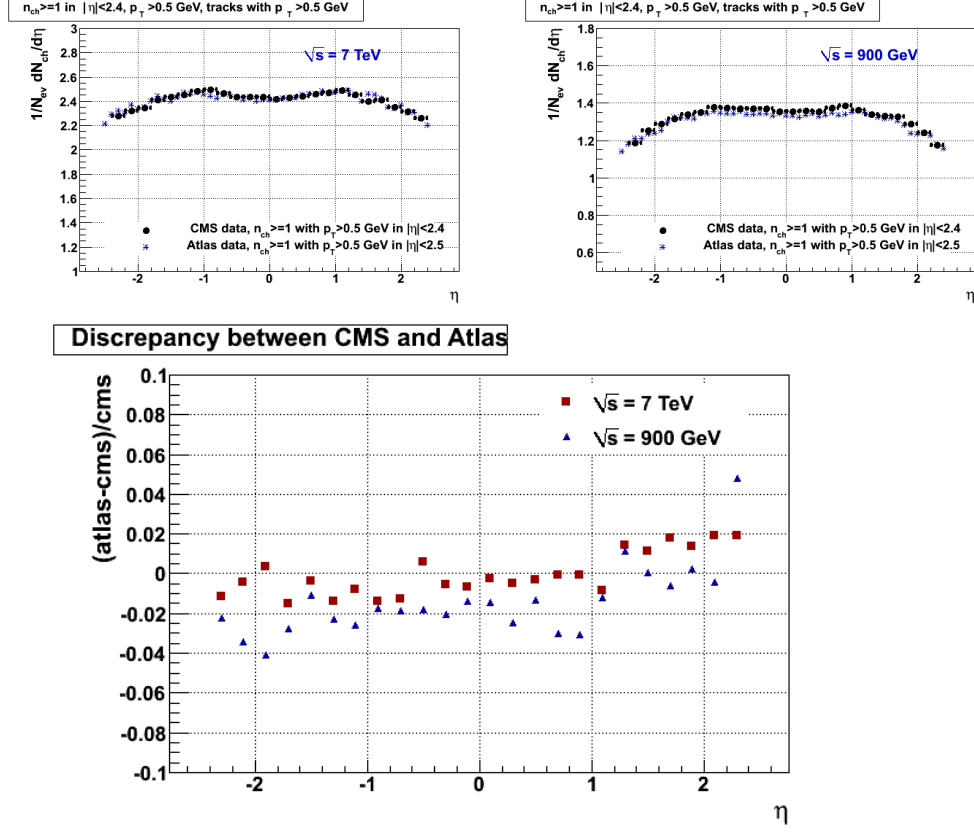 n_ch>=1 in |η|<2.4, p_T>0.5 GeV, tracks with p_T>0.5 GeV
1/N_ev dN_ch/dη
3
2.8
2.6
2.4
2.2
2
1.8
1.6
1.4
1.2
1
√s = 7 TeV
CMS data, n_ch>=1 with p_T>0.5 GeV in |η|<2.4
Atlas data, n_ch>=1 with p_T>0.5 GeV in |η|<2.5
-2 -1 0 1 2
η
n_ch>=1 in |η|<2.4, p_T>0.5 GeV, tracks with p_T>0.5 GeV
1/N_ev dN_ch/dη
1.8
1.6
1.4
1.2
1
0.8
0.6
√s = 900 GeV
CMS data, n_ch>=1 with p_T>0.5 GeV in |η|<2.4
Atlas data, n_ch>=1 with p_T>0.5 GeV in |η|<2.5
-2 -1 0 1 2
η
Discrepancy between CMS and Atlas
(atlas-cms)/cms
0.1
0.08
0.06
0.04
0.02
0
-0.02
-0.04
-0.06
-0.08
-0.1
√s = 7 TeV
√s = 900 GeV
-2 -1 0 1 2
η